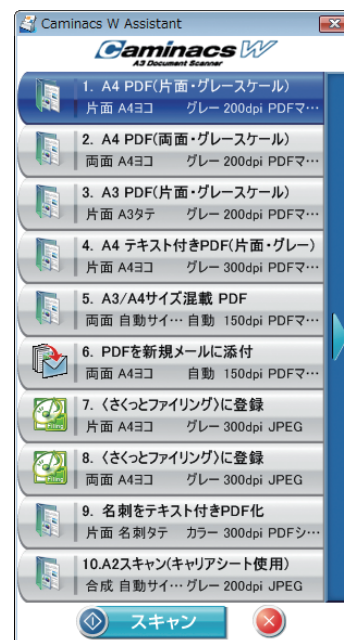 Caminacs W Assistant
Caminacs W
A3 Document Scanner
1. A4 PDF(片面・グレースケール)
片面 A4ヨコ グレー 200dpi PDFマ…
2. A4 PDF(両面・グレースケール)
両面 A4ヨコ グレー 200dpi PDFマ…
3. A3 PDF(片面・グレースケール)
片面 A3タテ グレー 200dpi PDFマ…
4. A4 テキスト付きPDF(片面・グレー)
片面 A4ヨコ グレー 300dpi PDFマ…
5. A3/A4サイズ混載 PDF
両面 自動サイ… 自動 150dpi PDFマ…
6. PDFを新規メールに添付
両面 A4ヨコ 自動 150dpi PDFマ…
7. 〈さくっとファイリング〉に登録
片面 A4ヨコ グレー 300dpi JPEG
8. 〈さくっとファイリング〉に登録
両面 A4ヨコ グレー 300dpi JPEG
9. 名刺をテキスト付きPDF化
片面 名刺タテ カラー 300dpi PDFシ…
10.A2スキャン(キャリアシート使用)
合成 自動サイ… グレー 200dpi JPEG
スキャン